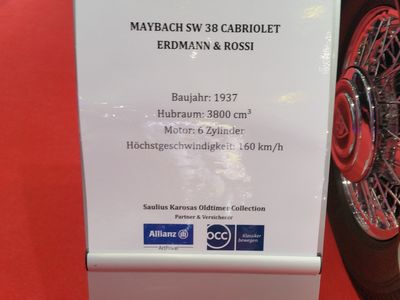 MAYBACH SW 38 CABRIOLET
ERDMANN & ROSSI
Baujahr: 1937
Hubraum: 3800 cm³
Motor: 6 Zylinder
Höchstgeschwindigkeit: 160 km/h
Saulius Karosas Oldtimer Collection
Partner & Versicherer
Allianz
ArtPrivat
OCC
Klassiker
bewegen